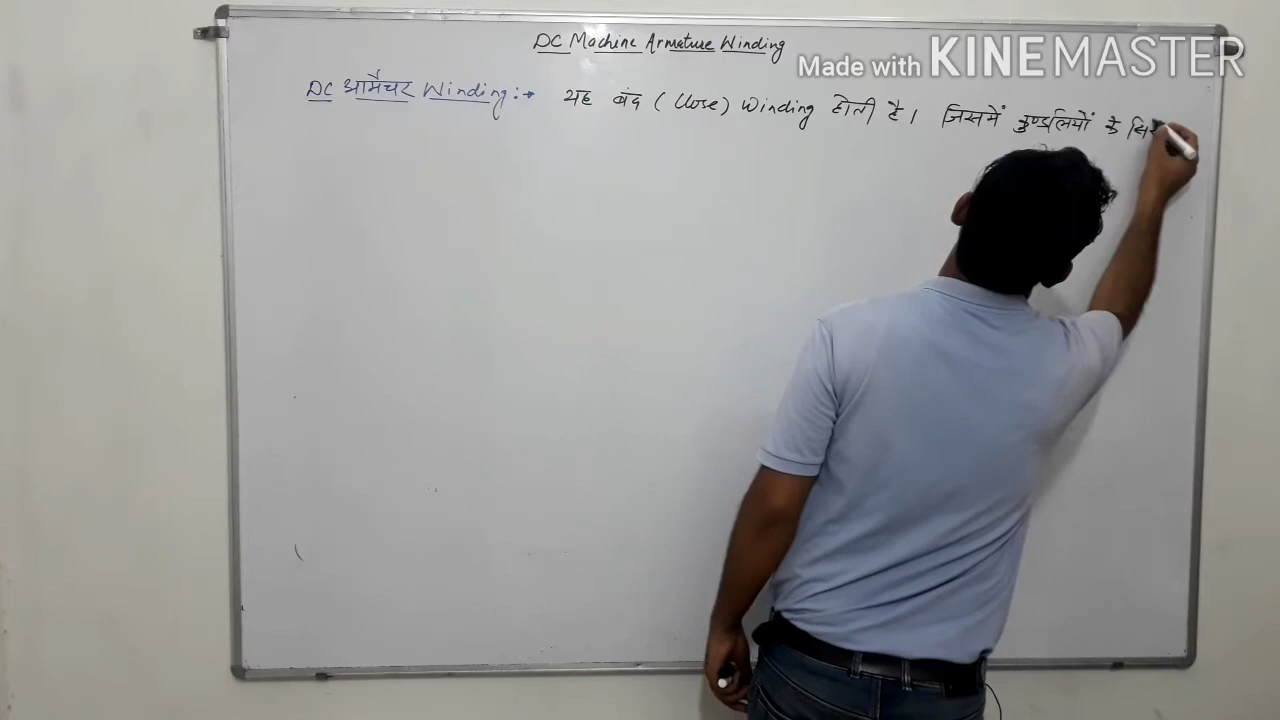 DC Machine Armature Winding
Made with KINEMASTER
DC आर्मेचर Winding :→ यह बंद (Close) Winding होती है। जिसमें कुण्डलियों के